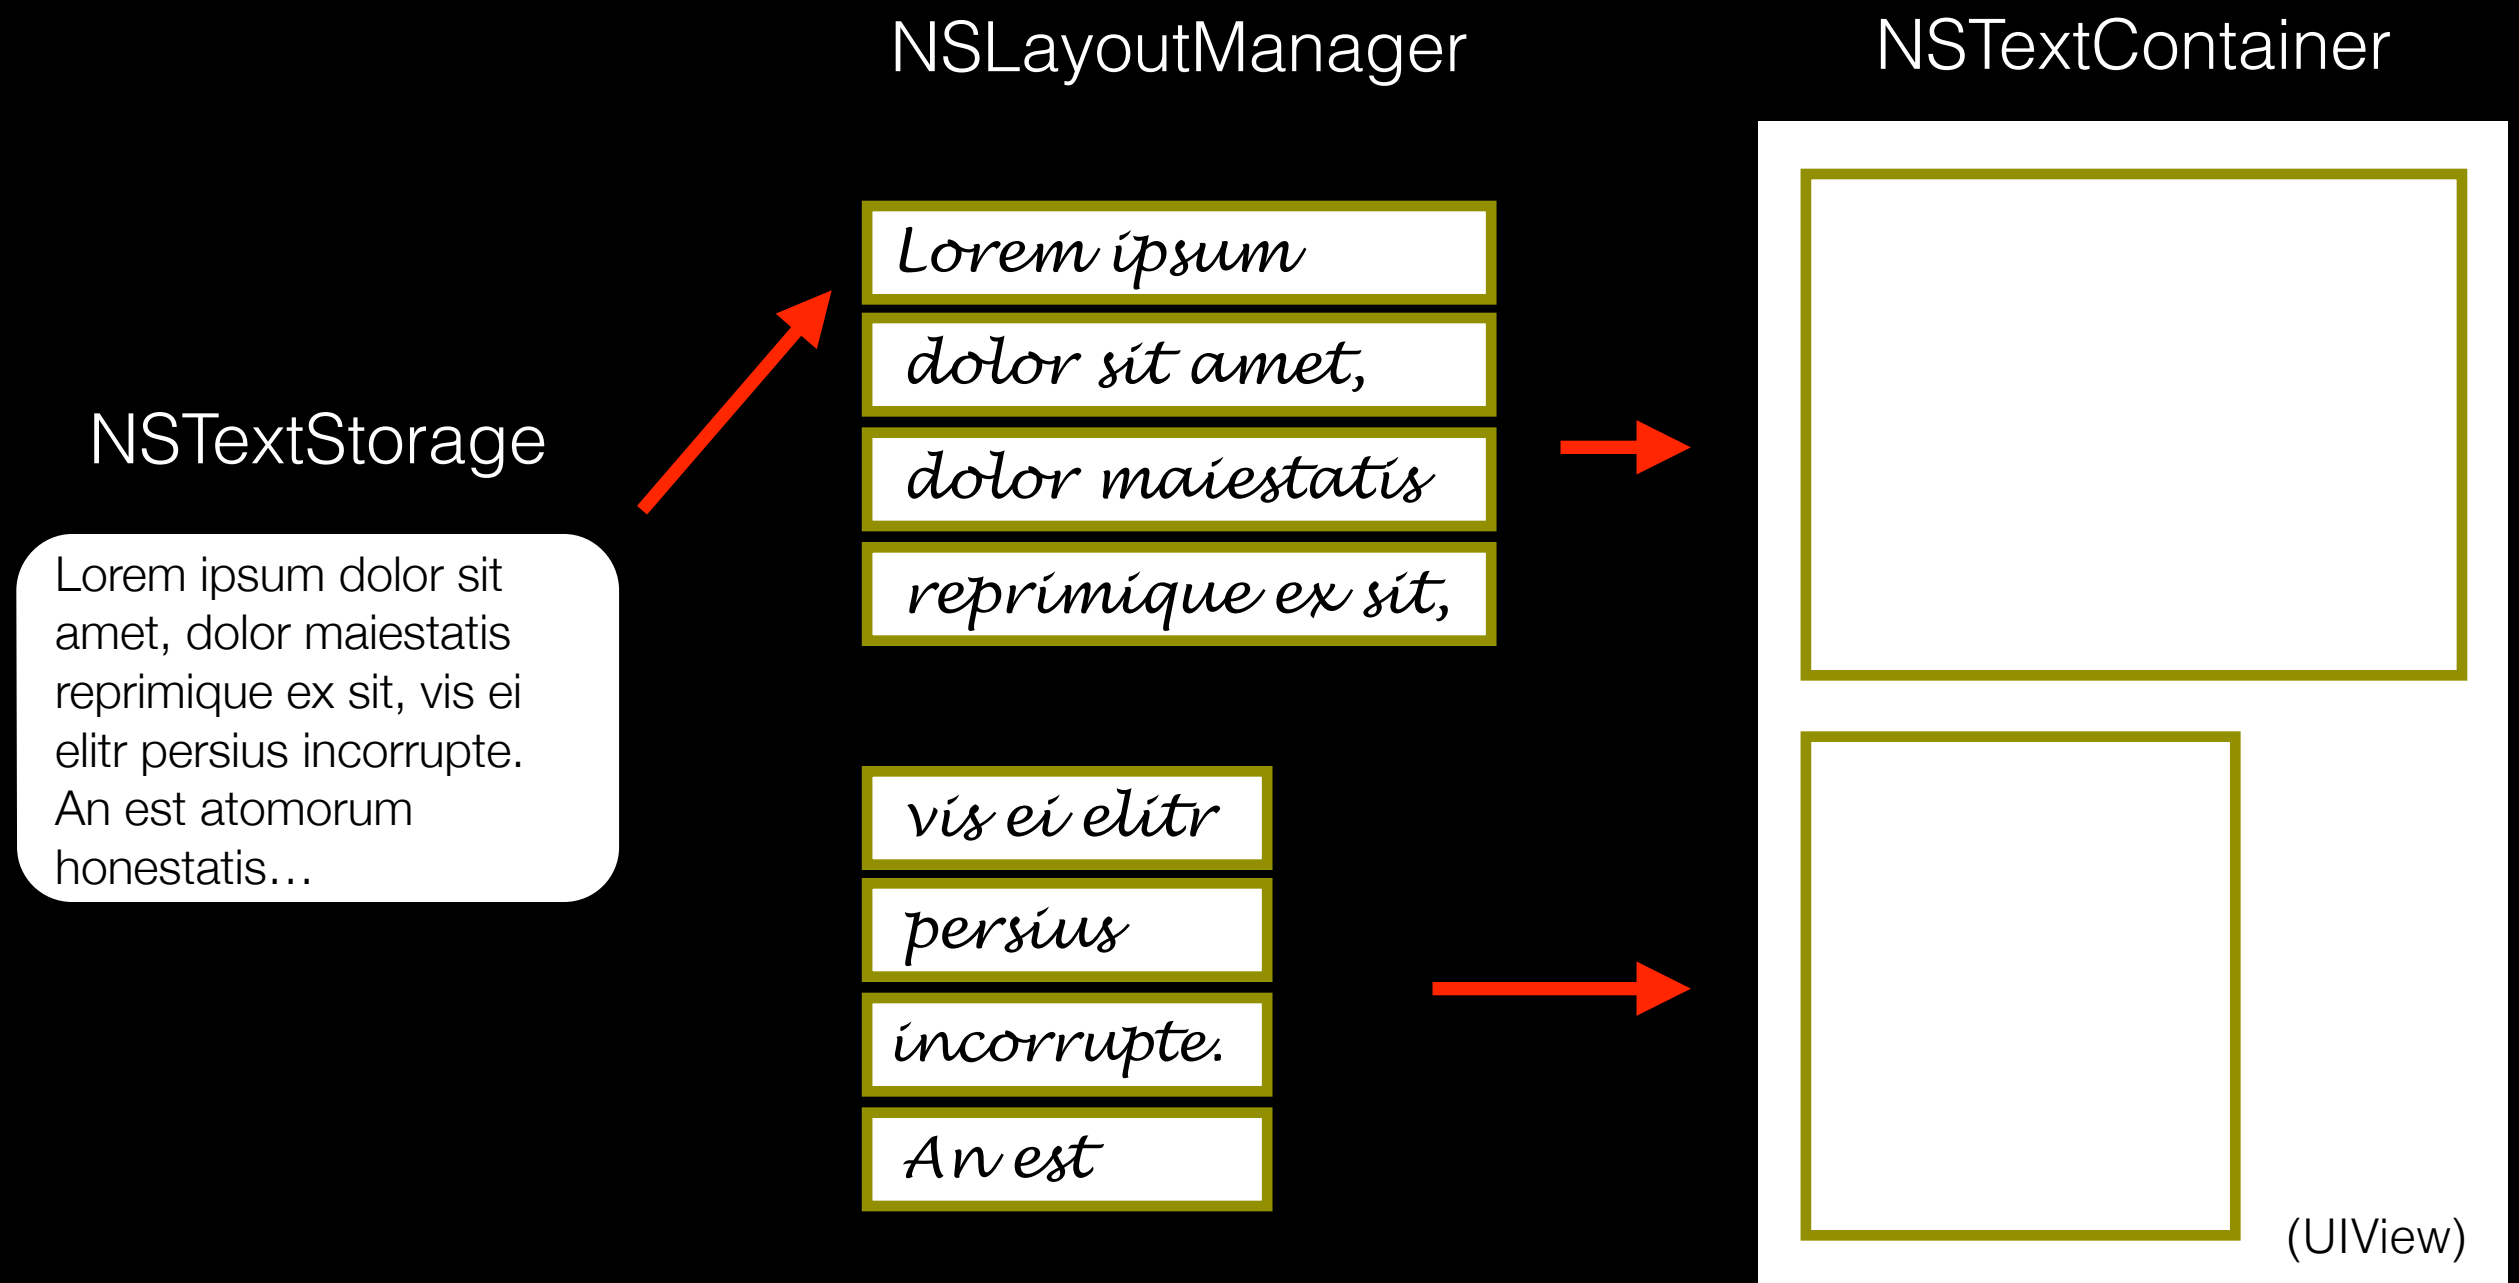 NSLayoutManager
NSTextContainer
NSTextStorage
Lorem ipsum dolor sit
amet, dolor maiestatis
reprimique ex sit, vis ei
elitr persius incorrupte.
An est atomorum
honestatis…
Lorem ipsum
dolor sit amet,
dolor maiestatis
reprimique ex sit,
vis ei elitr
persius
incorrupte.
An est
(UIView)